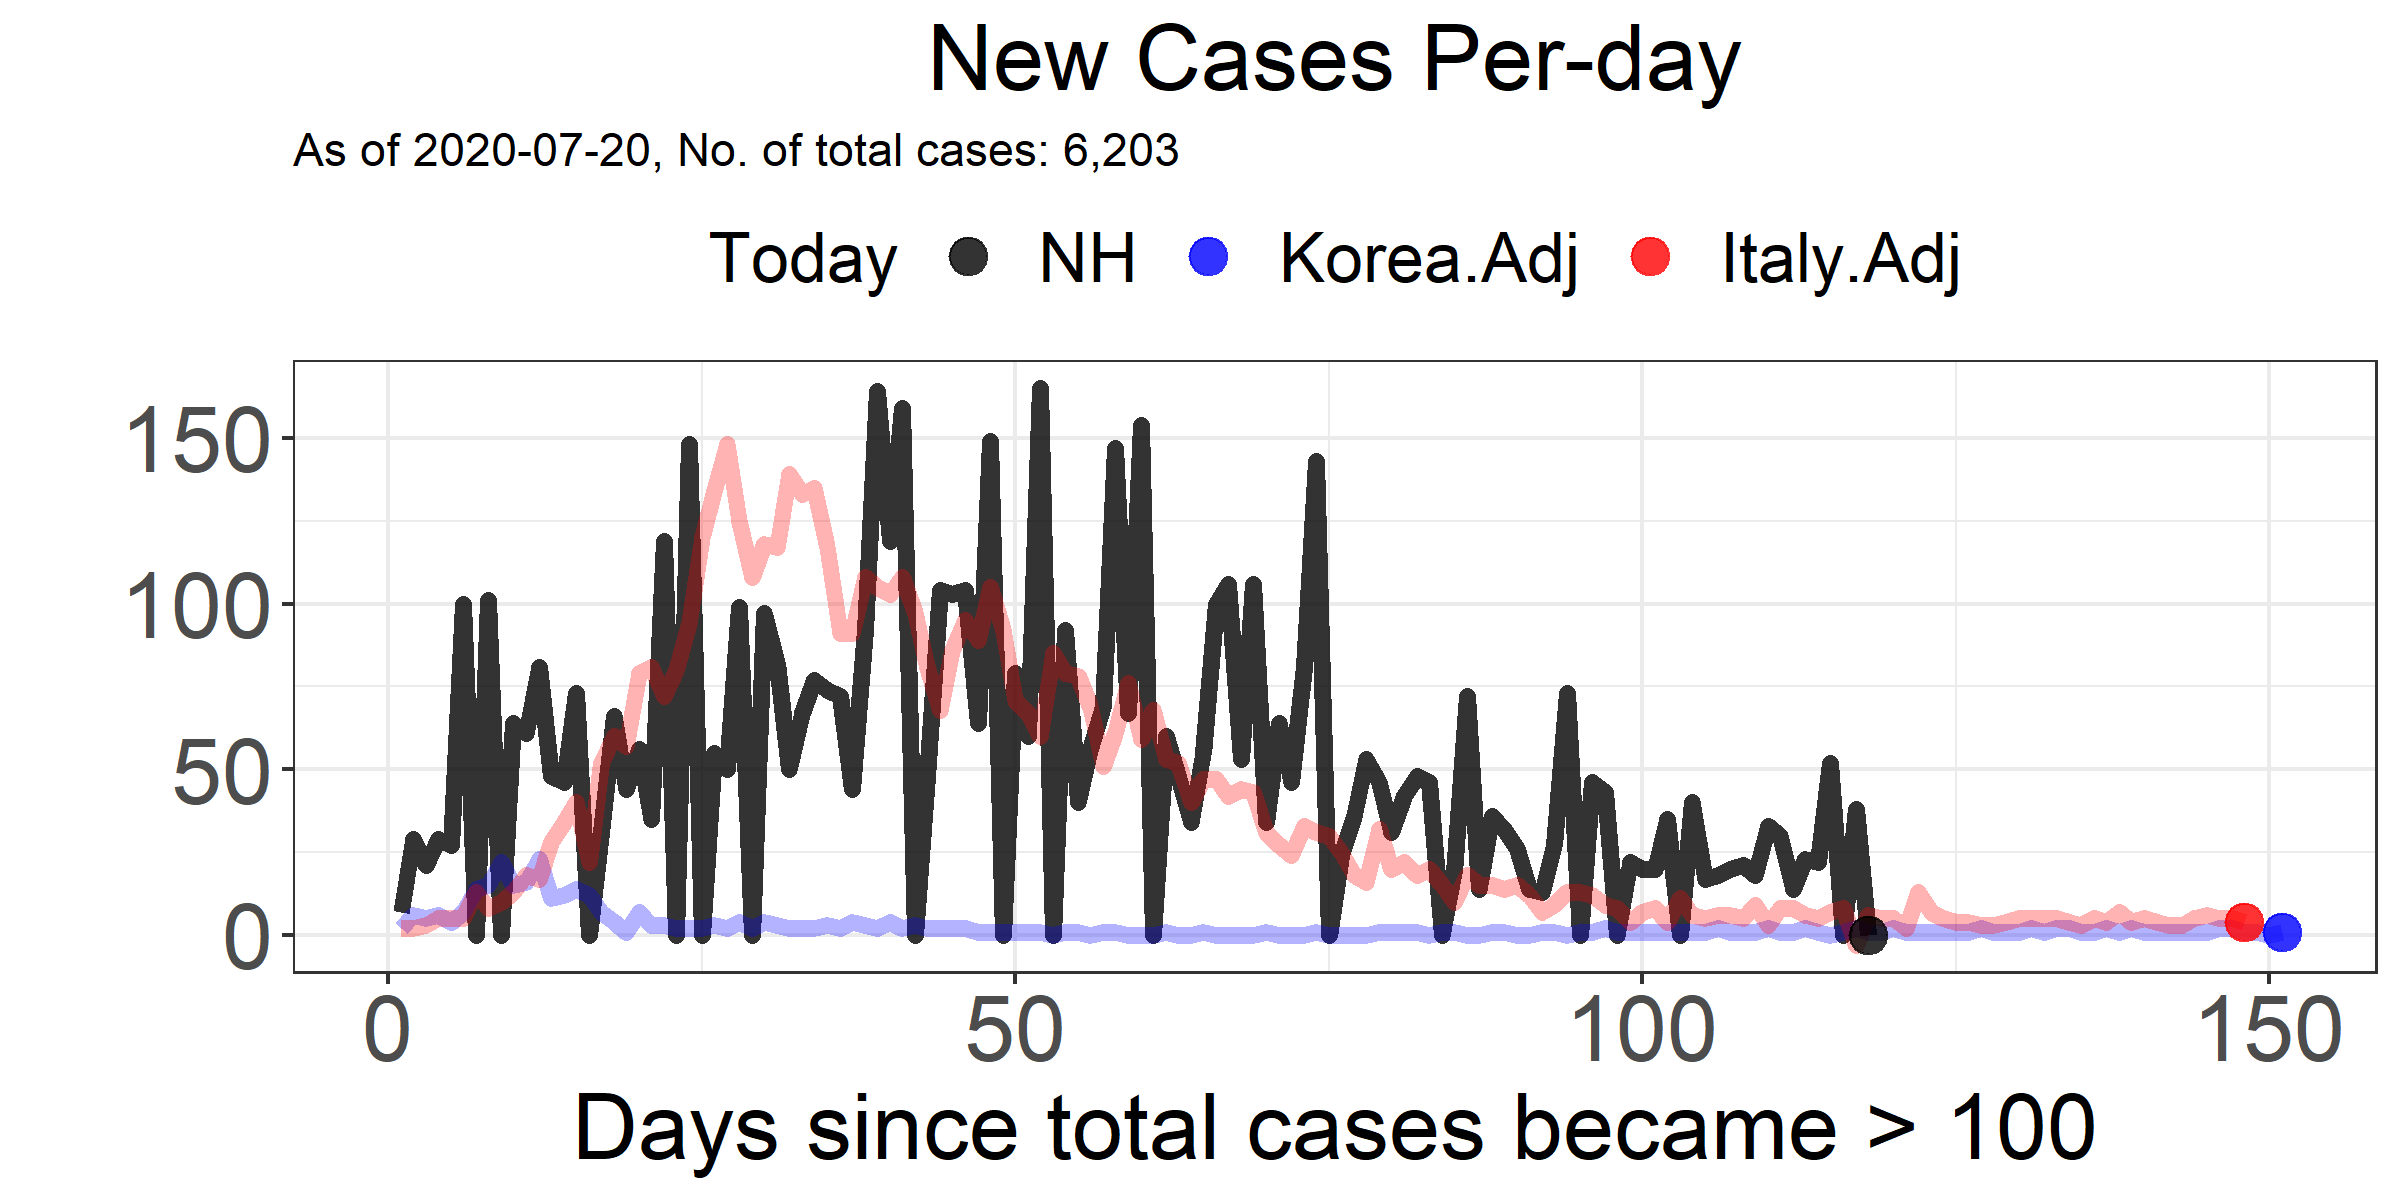 New Cases Per-day
As of 2020-07-20, No. of total cases: 6,203
Today NH Korea.Adj Italy.Adj
150
100
50
0
0 50 100 150
Days since total cases became > 100